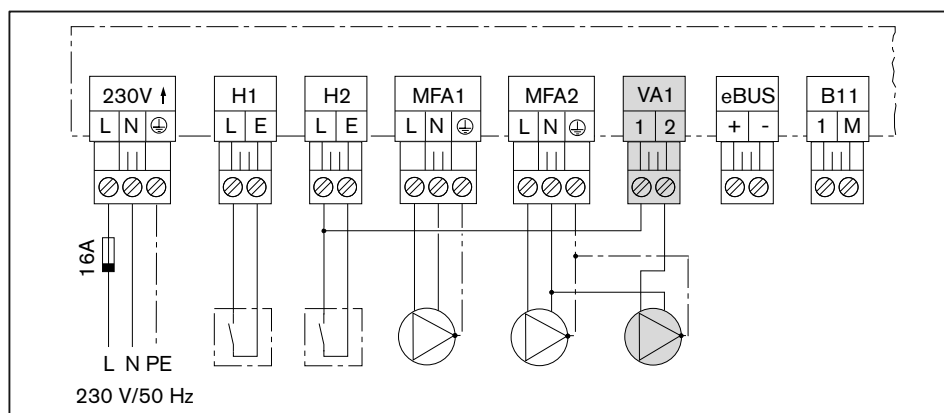 230V H1 H2 MFA1 MFA2 VA1 eBUS B11
L N L E L E L N L N 1 2 + - 1 M
16A
L N PE
230 V/50 Hz